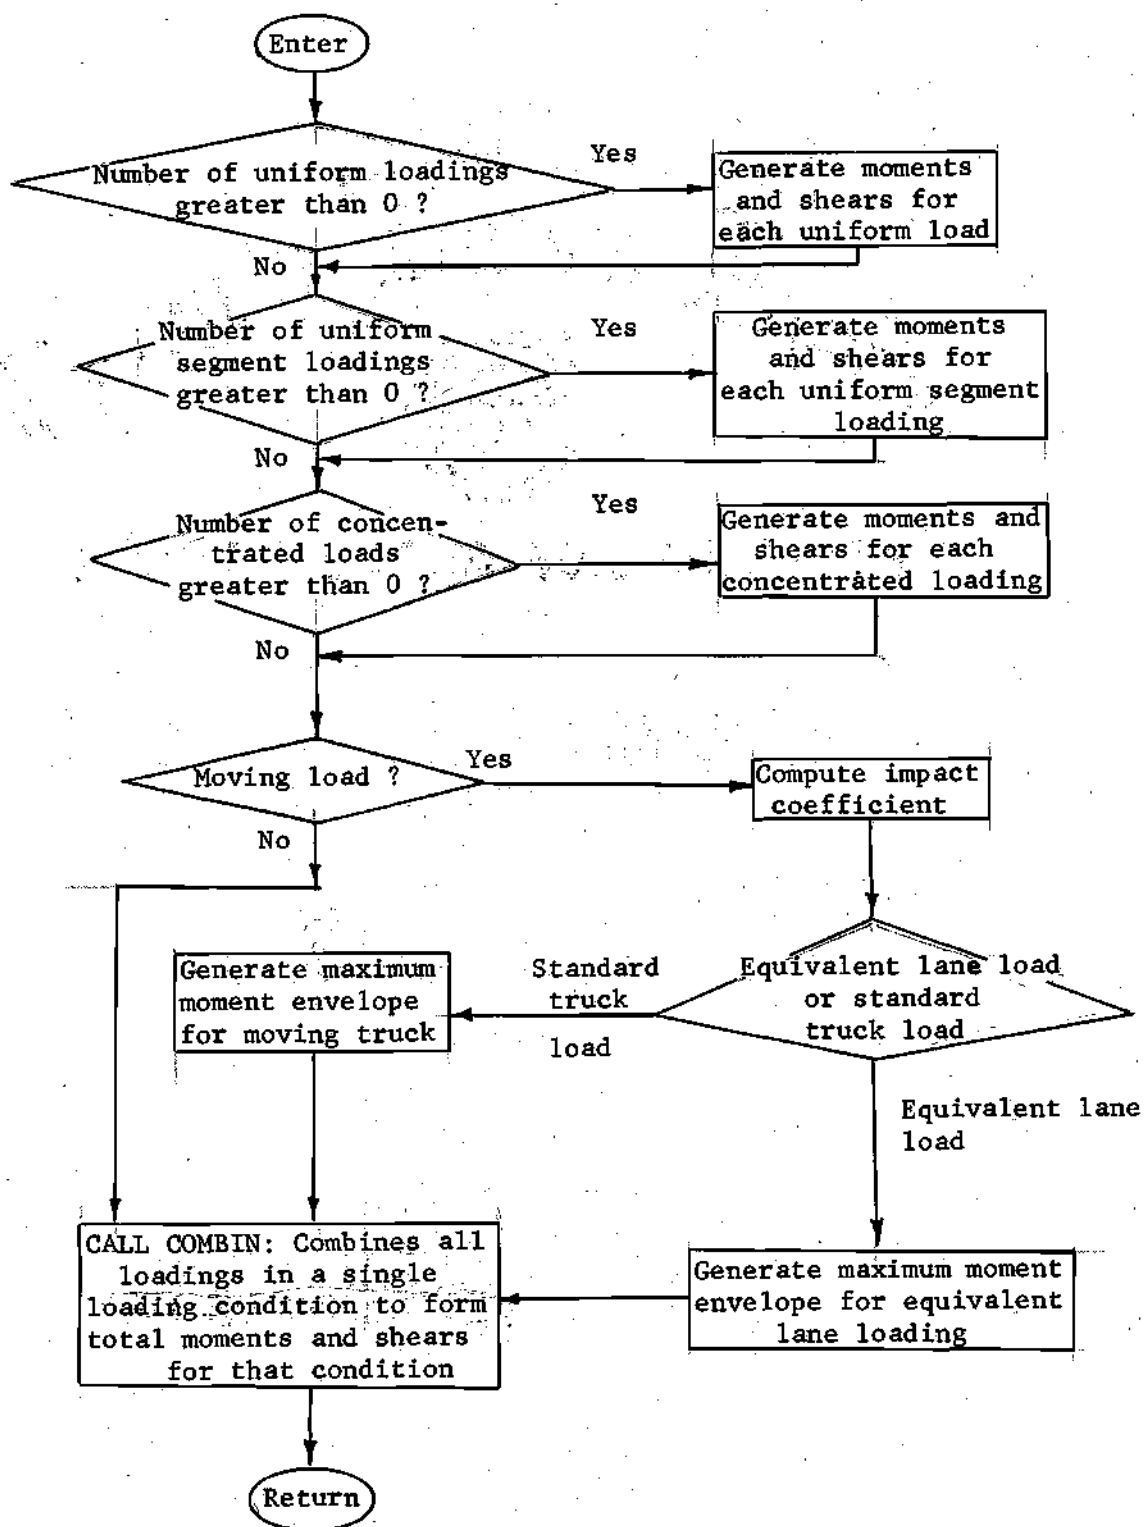 Enter
Number of uniform loadings
greater than 0 ?
Yes
Generate moments
and shears for
each uniform load
No
Number of uniform
segment loadings
greater than 0 ?
Yes
Generate moments
and shears for
each uniform segment
loading
No
Number of concen-
trated loads
greater than 0 ?
Yes
Generate moments and
shears for each
concentrated loading
No
Moving load ?
Yes
Compute impact
coefficient
No
Equivalent lane load
or standard
truck load
Standard
truck
load
Generate maximum
moment envelope
for moving truck
Equivalent lane
load
Generate maximum moment
envelope for equivalent
lane loading
CALL COMBIN: Combines all
loadings in a single
loading condition to form
total moments and shears
for that condition
Return